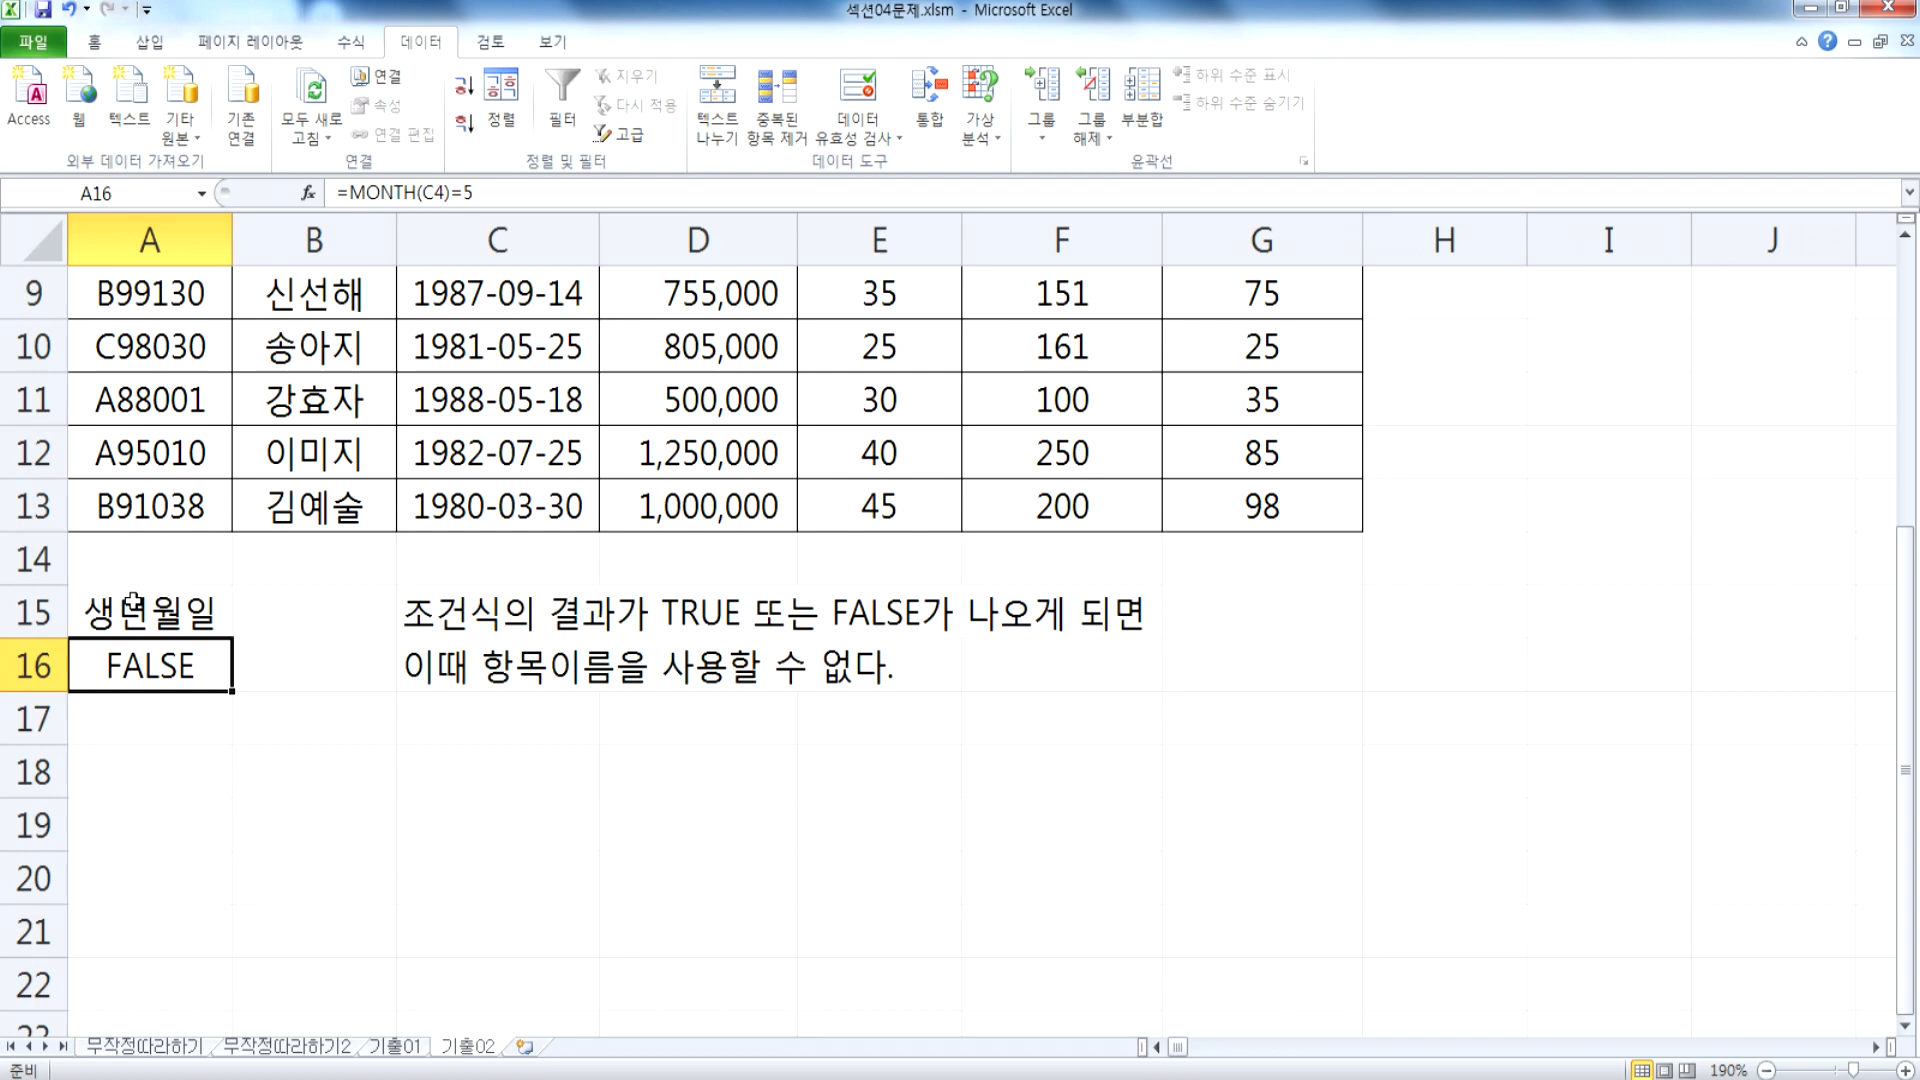 섹션04문제.xlsm - Microsoft Excel
파일 홈 삽입 페이지 레이아웃 수식 데이터 검토 보기
Access 웹 텍스트 기타 원본 기존 연결
외부 데이터 가져오기
모두 새로 고침 연결 속성 연결 편집
연결
정렬 필터 지우기 다시 적용 고급
정렬 및 필터
텍스트 나누기 중복된 항목 제거 데이터 유효성 검사 통합 가상 분석
데이터 도구
그룹 그룹 해제 부분합 하위 수준 표시 하위 수준 숨기기
윤곽선
A16 fx =MONTH(C4)=5
A B C D E F G H I J
9 B99130 신선해 1987-09-14 755,000 35 151 75
10 C98030 송아지 1981-05-25 805,000 25 161 25
11 A88001 강효자 1988-05-18 500,000 30 100 35
12 A95010 이미지 1982-07-25 1,250,000 40 250 85
13 B91038 김예술 1980-03-30 1,000,000 45 200 98
14
15 생년월일 조건식의 결과가 TRUE 또는 FALSE가 나오게 되면
16 FALSE 이때 항목이름을 사용할 수 없다.
17
18
19
20
21
22
무작정따라하기 무작정따라하기2 기출01 기출02
준비 190%